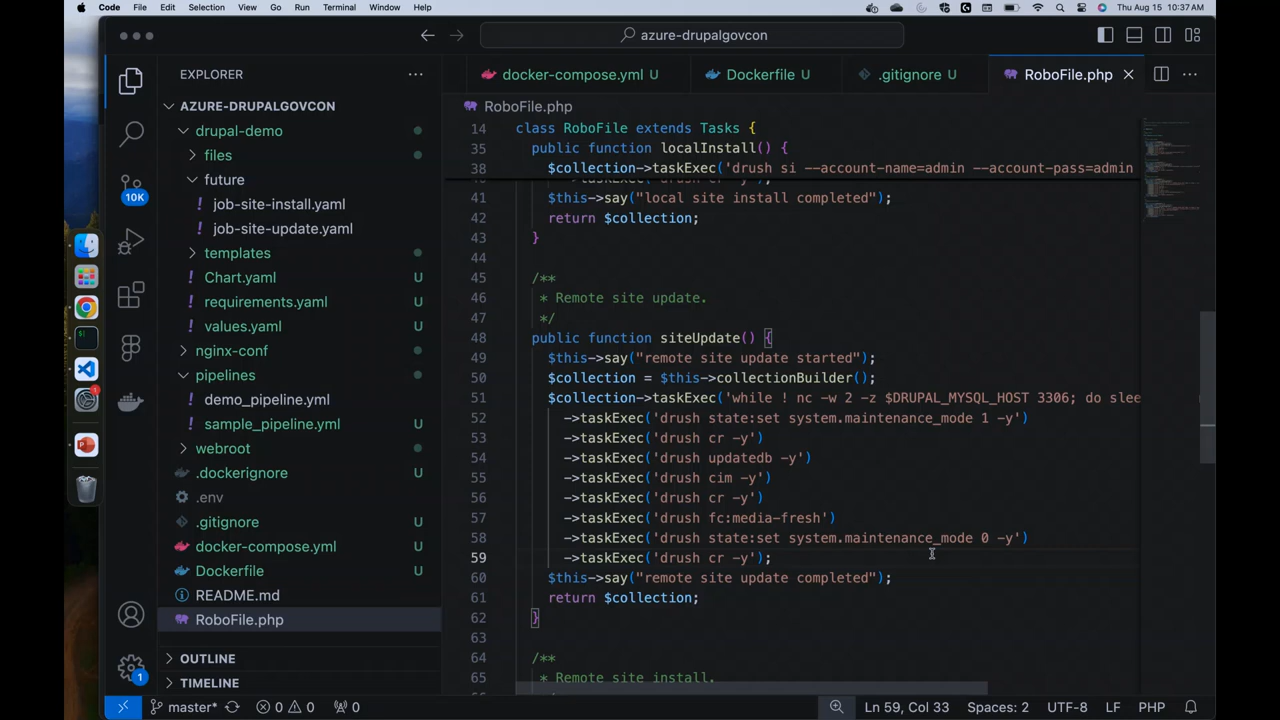 Code File Edit Selection View Go Run Terminal Window Help Thu Aug 15 10:37 AM
azure-drupalgovcon
EXPLORER
docker-compose.yml U Dockerfile U .gitignore U RoboFile.php
AZURE-DRUPALGOVCON
drupal-demo
files
future
job-site-install.yaml
job-site-update.yaml
templates
Chart.yaml U
requirements.yaml U
values.yaml U
nginx-conf
pipelines
demo_pipeline.yml
sample_pipeline.yml U
webroot
.dockerignore U
.env
.gitignore U
docker-compose.yml U
Dockerfile U
README.md
RoboFile.php
OUTLINE
TIMELINE
10K
1
1
RoboFile.php
14 class RoboFile extends Tasks {
35 public function localInstall() {
38 $collection->taskExec('drush si --account-name=admin --account-pass=admin
41 $this->say("local site install completed");
42 return $collection;
43 }
44
45 /**
46 * Remote site update.
47 */
48 public function siteUpdate() {
49 $this->say("remote site update started");
50 $collection = $this->collectionBuilder();
51 $collection->taskExec('while ! nc -w 2 -z $DRUPAL_MYSQL_HOST 3306; do slee
52 ->taskExec('drush state:set system.maintenance_mode 1 -y')
53 ->taskExec('drush cr -y')
54 ->taskExec('drush updatedb -y')
55 ->taskExec('drush cim -y')
56 ->taskExec('drush cr -y')
57 ->taskExec('drush fc:media-fresh')
58 ->taskExec('drush state:set system.maintenance_mode 0 -y')
59 ->taskExec('drush cr -y');
60 $this->say("remote site update completed");
61 return $collection;
62 }
63
64 /**
65 * Remote site install.
master* 0 0 0 Ln 59, Col 33 Spaces: 2 UTF-8 LF PHP